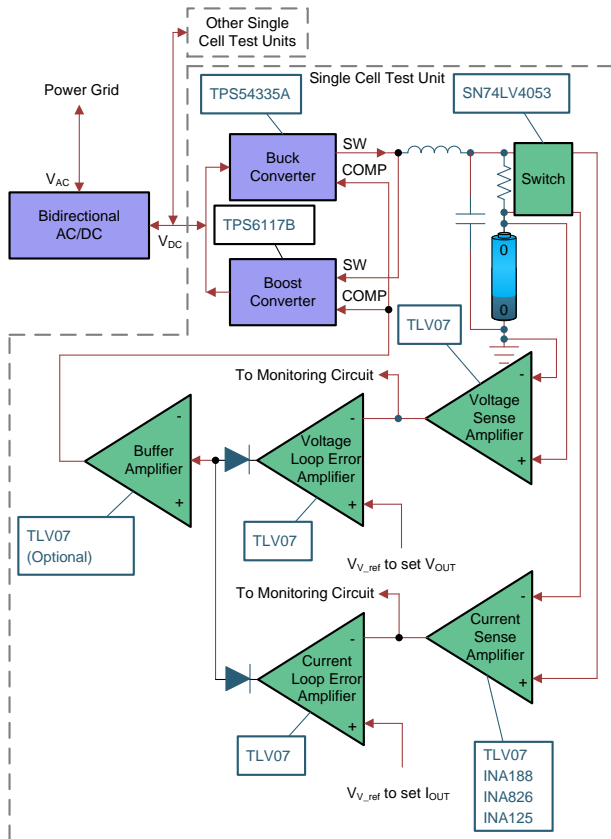 Other Single
Cell Test Units
Single Cell Test Unit
Power Grid
TPS54335A
SN74LV4053
SW
Buck
Converter
COMP
Switch
VAC
Bidirectional
AC/DC
VDC
TPS6117B
SW
Boost
Converter
COMP
0
0
TLV07
To Monitoring Circuit
-
Voltage
Sense
Amplifier
+
-
Voltage
Loop Error
Amplifier
+
-
Buffer
Amplifier
+
TLV07
(Optional)
TLV07
VV_ref to set VOUT
To Monitoring Circuit
-
Current
Sense
Amplifier
+
-
Current
Loop Error
Amplifier
+
TLV07
VV_ref to set IOUT
TLV07
INA188
INA826
INA125